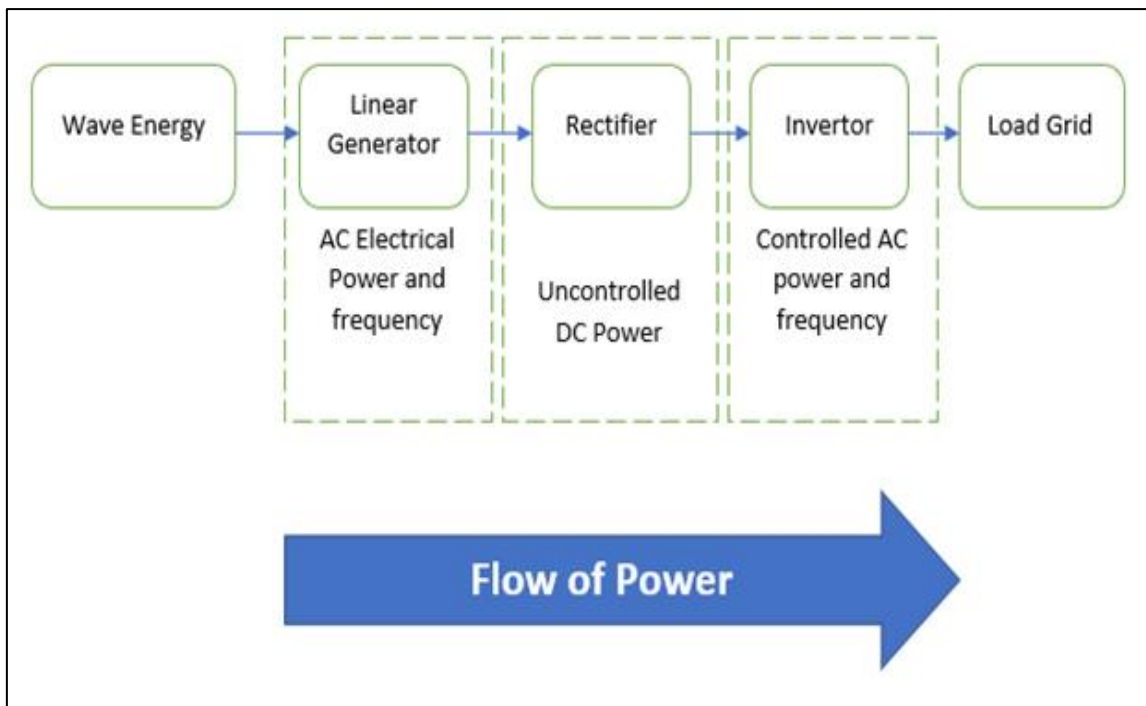 Wave Energy
Linear
Generator
Rectifier
Invertor
Load Grid
AC Electrical
Power and
frequency
Uncontrolled
DC Power
Controlled AC
power and
frequency
Flow of Power